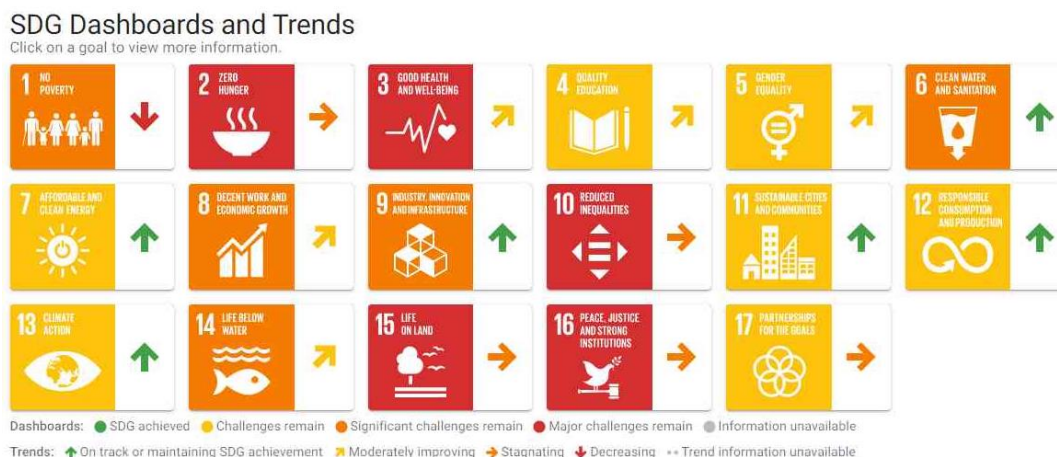 SDG Dashboards and Trends
Click on a goal to view more information.
1 NO
POVERTY
2 ZERO
HUNGER
3 GOOD HEALTH
AND WELL-BEING
4 QUALITY
EDUCATION
5 GENDER
EQUALITY
6 CLEAN WATER
AND SANITATION
7 AFFORDABLE AND
CLEAN ENERGY
8 DECENT WORK AND
ECONOMIC GROWTH
9 INDUSTRY, INNOVATION
AND INFRASTRUCTURE
10 REDUCED
INEQUALITIES
11 SUSTAINABLE CITIES
AND COMMUNITIES
12 RESPONSIBLE
CONSUMPTION
AND PRODUCTION
13 CLIMATE
ACTION
14 LIFE BELOW
WATER
15 LIFE
ON LAND
16 PEACE, JUSTICE
AND STRONG
INSTITUTIONS
17 PARTNERSHIPS
FOR THE GOALS
Dashboards: SDG achieved Challenges remain Significant challenges remain Major challenges remain Information unavailable
Trends: On track or maintaining SDG achievement Moderately improving Stagnating Decreasing Trend information unavailable